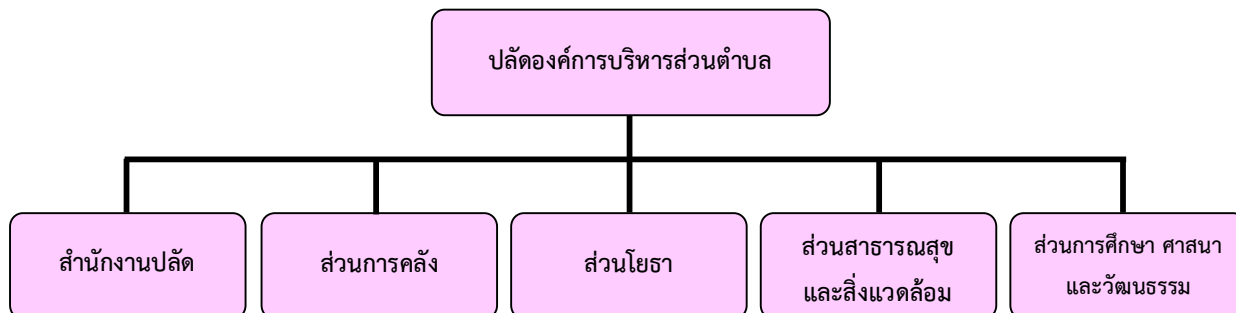 ปลัดองค์การบริหารส่วนตำบล
สำนักงานปลัด
ส่วนการคลัง
ส่วนโยธา
ส่วนสาธารณสุข
และสิ่งแวดล้อม
ส่วนการศึกษา ศาสนา
และวัฒนธรรม